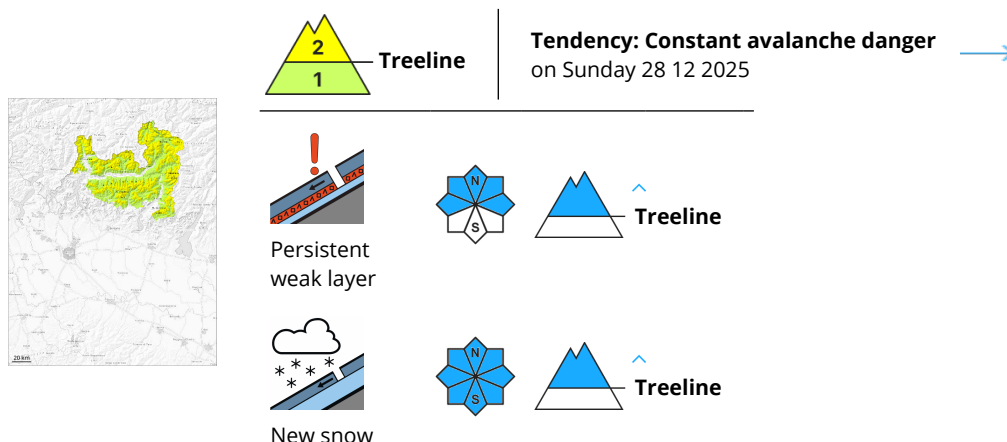 2
1
Treeline
Tendency: Constant avalanche danger
on Sunday 28 12 2025
20 km
N
S
Treeline
Persistent
weak layer
N
S
Treeline
New snow